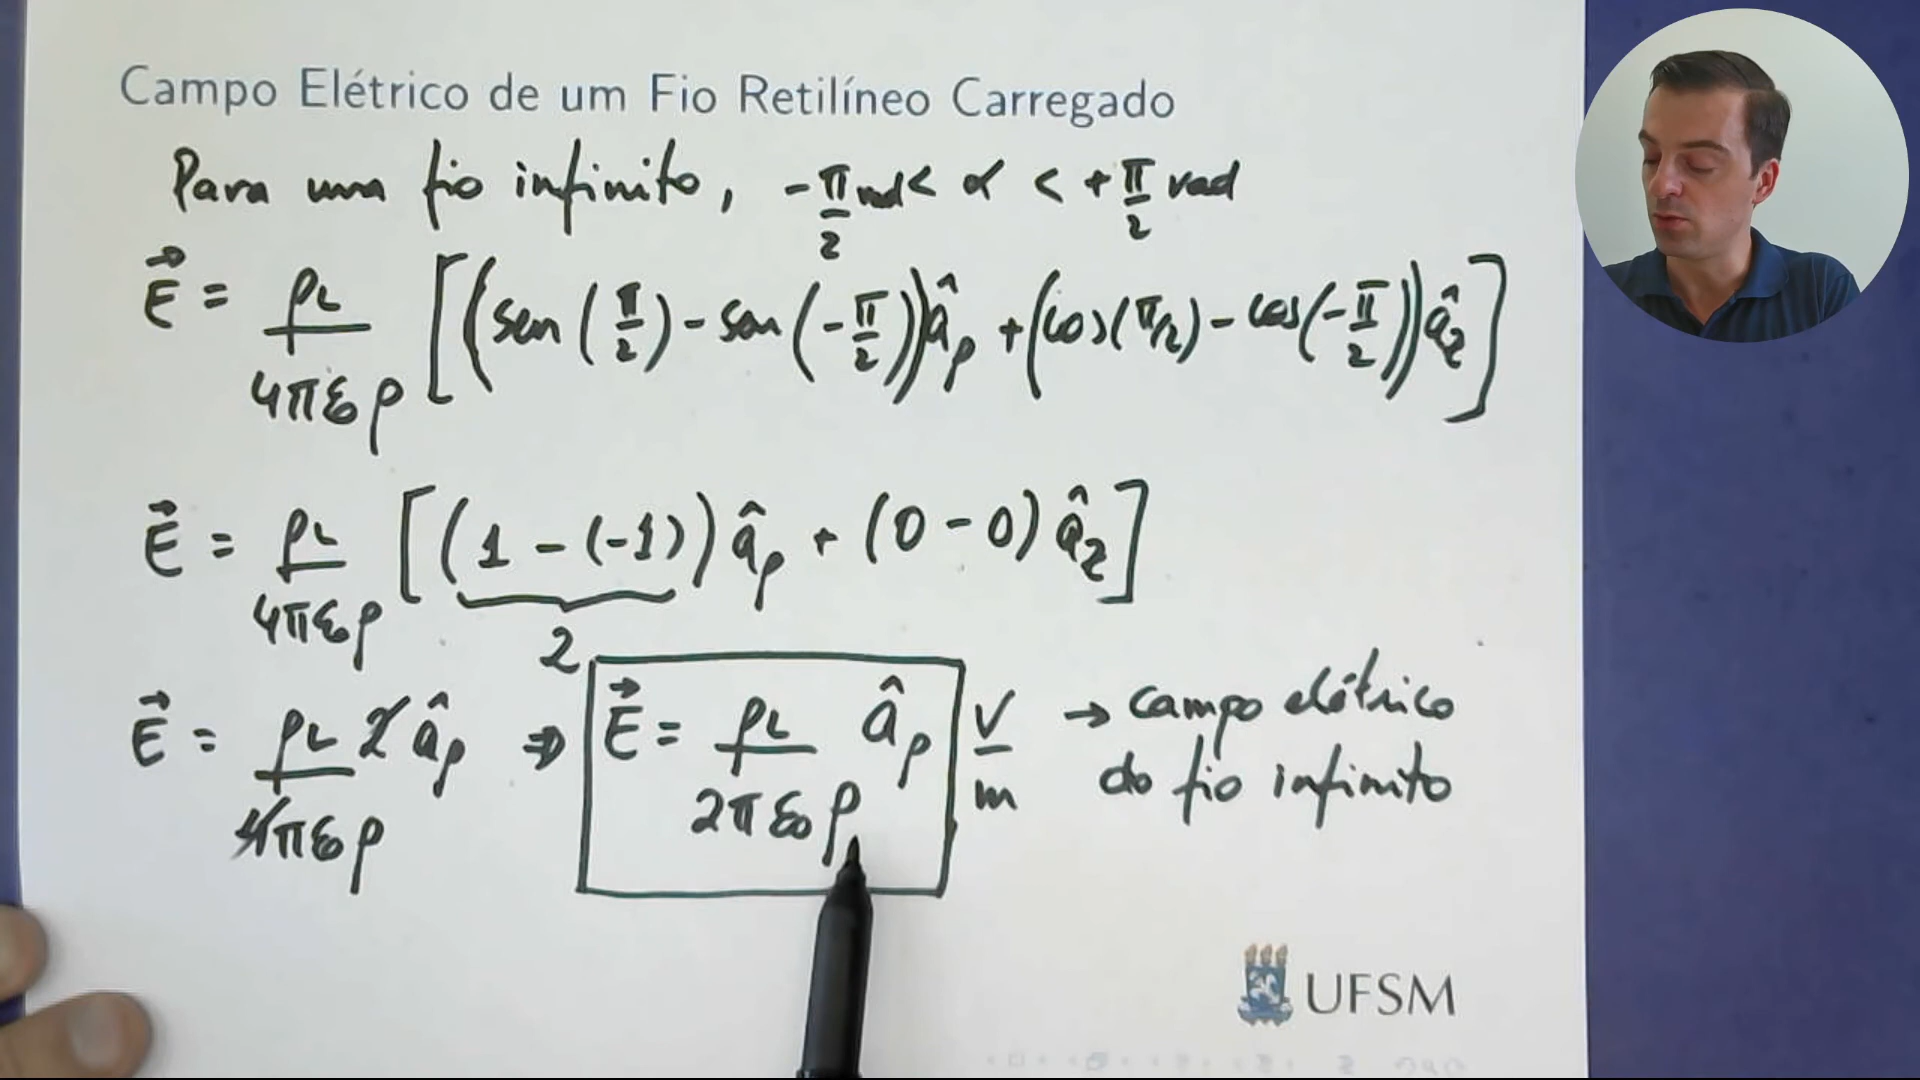 Campo Elétrico de um Fio Retilíneo Carregado
Para uma fio infinito, -π/2 rad < α < +π/2 rad
E⃗ = ρL/4πε₀ρ [(sen(π/2) - sen(-π/2))âρ + (cos(π/2) - cos(-π/2))âz]
E⃗ = ρL/4πε₀ρ [(1 - (-1))âρ + (0 - 0)âz]
2
E⃗ = ρL 2 âρ/4πε₀ρ ⇒ E⃗ = ρL/2πε₀ρ âρ V/m → campo elétrico
do fio infinito
UFSM